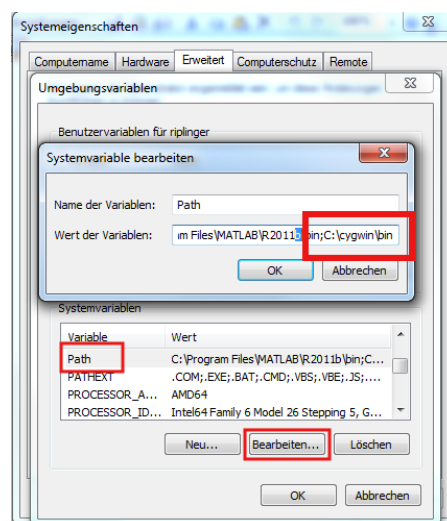 Systemeigenschaften
Computername Hardware Erweitert Computerschutz Remote
Umgebungsvariablen
Benutzervariablen für riplinger
Systemvariable bearbeiten
Name der Variablen: Path
Wert der Variablen: m Files\MATLAB\R2011b\bin;C:\cygwin\bin
OK Abbrechen
Systemvariablen
Variable Wert
Path C:\Program Files\MATLAB\R2011b\bin;C...
PATHEXT .COM;.EXE;.BAT;.CMD;.VBS;.VBE;.JS;....
PROCESSOR_A... AMD64
PROCESSOR_ID... Intel64 Family 6 Model 26 Stepping 5, G...
Neu... Bearbeiten... Löschen
OK Abbrechen